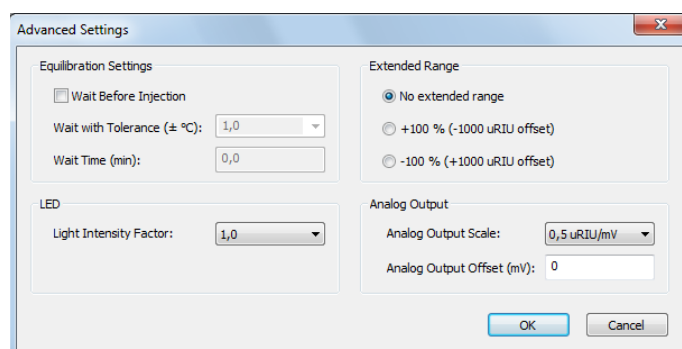 Advanced Settings
Equilibration Settings
Wait Before Injection
Wait with Tolerance (± ºC): 1,0
Wait Time (min): 0,0
Extended Range
No extended range
+100 % (-1000 uRIU offset)
-100 % (+1000 uRIU offset)
LED
Light Intensity Factor: 1,0
Analog Output
Analog Output Scale: 0,5 uRIU/mV
Analog Output Offset (mV): 0
OK Cancel